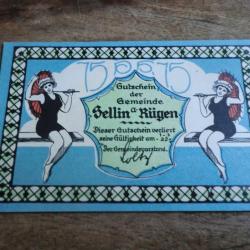 75 PF 75
Gutschein
der
Gemeinde
Sellin a. Rügen
Dieser Gutschein verliert
seine Gültigkeit am
Der Gemeindevorstand